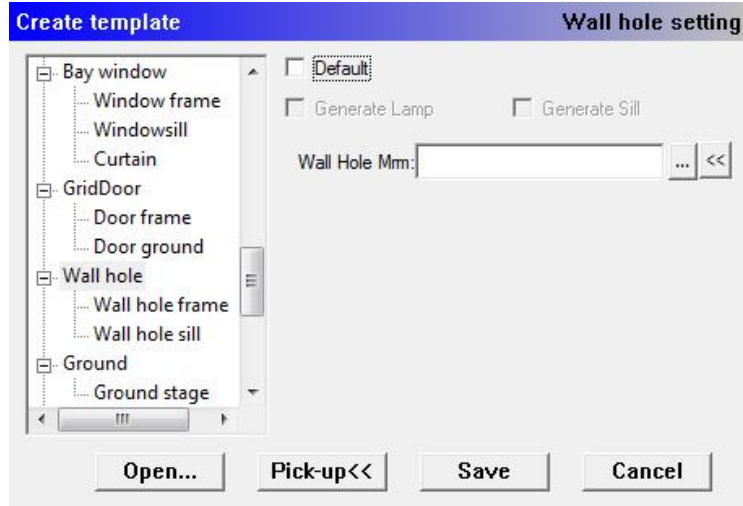 Create template
Wall hole setting
Bay window
Window frame
Windowsill
Curtain
GridDoor
Door frame
Door ground
Wall hole
Wall hole frame
Wall hole sill
Ground
Ground stage
Default
Generate Lamp
Generate Sill
Wall Hole Mrm:
...
<<
Open...
Pick-up<<
Save
Cancel